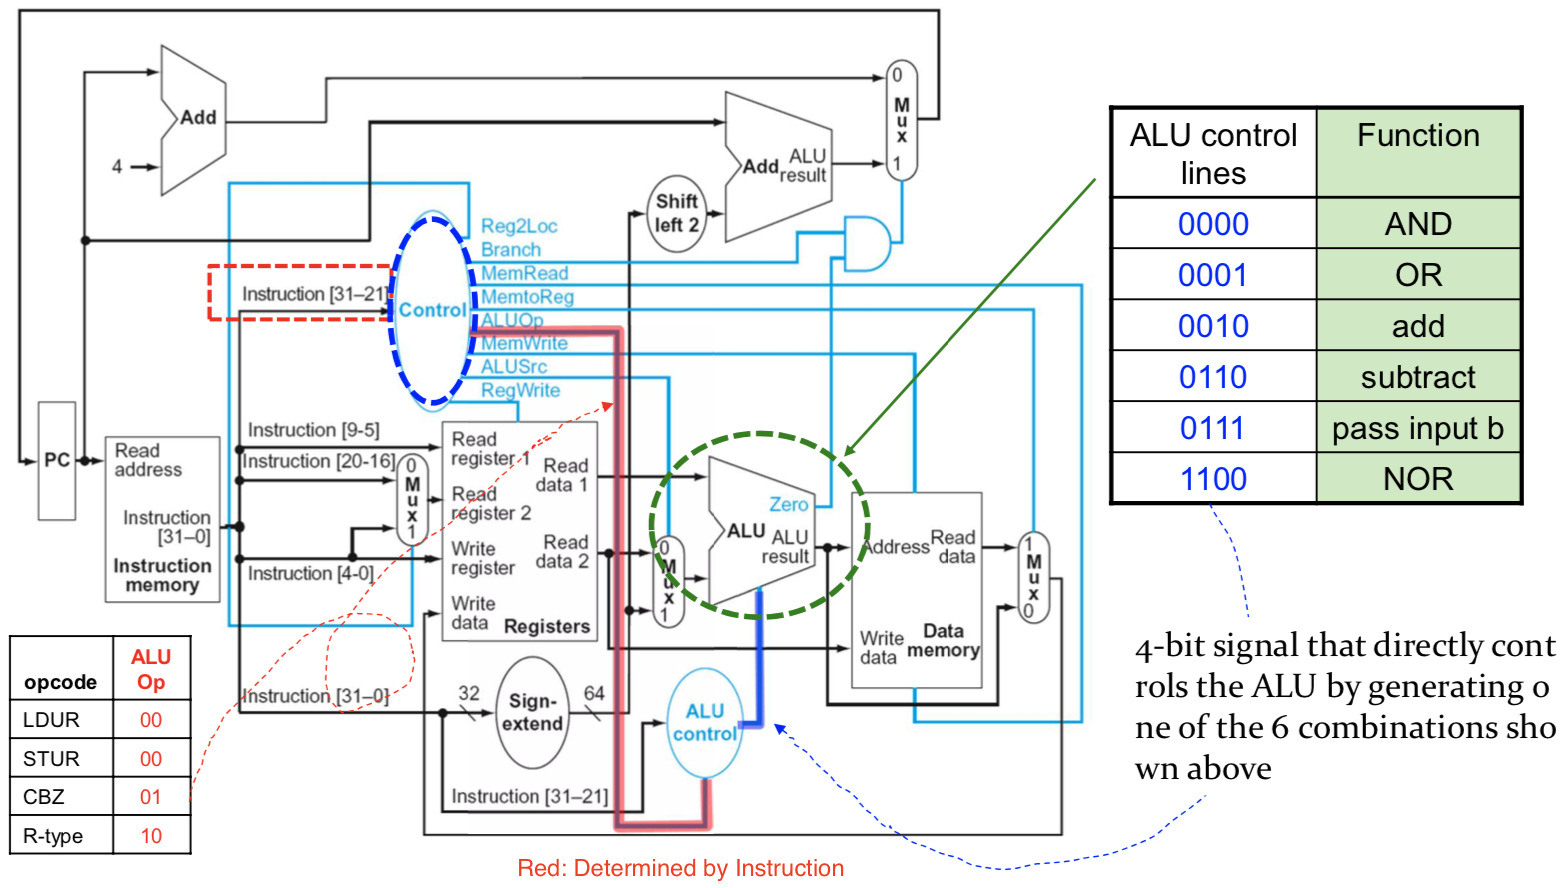 Add
4
Add
ALU
result
0
M
u
x
1
Shift
left 2
Reg2Loc
Branch
MemRead
MemtoReg
ALUOp
MemWrite
ALUSrc
RegWrite
Instruction [31–21]
Control
PC
Read
address
Instruction
[31–0]
Instruction
memory
Instruction [9-5]
Instruction [20-16]
Instruction [4-0]
0
M
u
x
1
Read
register 1
Read
register 2
Write
register
Write
data
Read
data 1
Read
data 2
Registers
0
M
u
x
1
Zero
ALU
ALU
result
Address
Read
data
Write
data
Data
memory
1
M
u
x
0
Instruction [31–0]
32
Sign-
extend
64
ALU
control
Instruction [31–21]
opcode
ALU
Op
LDUR 00
STUR 00
CBZ 01
R-type 10
Red: Determined by Instruction
ALU control
lines
Function
0000 AND
0001 OR
0010 add
0110 subtract
0111 pass input b
1100 NOR
4-bit signal that directly cont
rols the ALU by generating o
ne of the 6 combinations sho
wn above